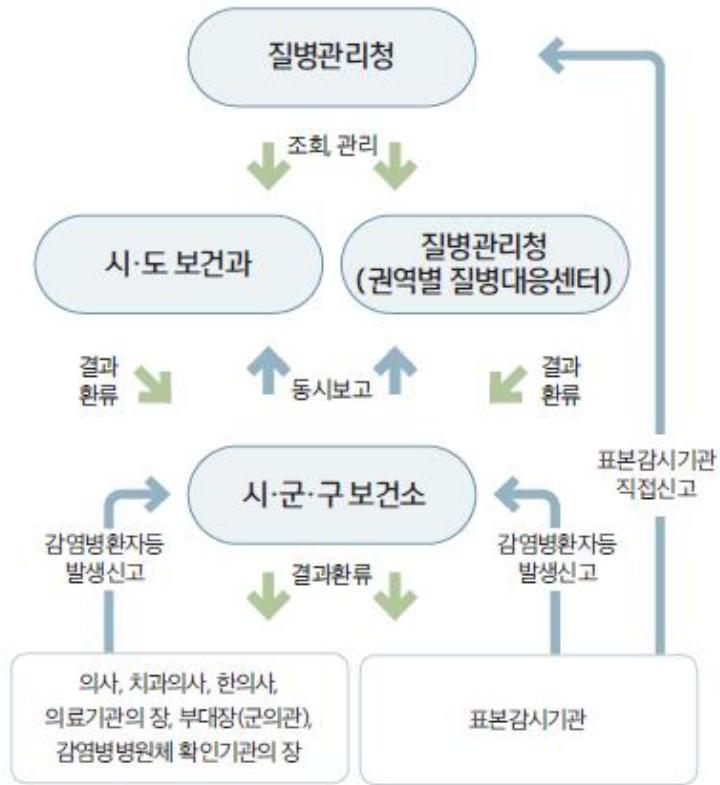 질병관리청
조회, 관리
시·도 보건과
질병관리청
(권역별 질병대응센터)
결과
환류
동시보고
결과
환류
표본감시기관
직접신고
시·군·구 보건소
감염병환자등
발생신고
감염병환자등
발생신고
결과환류
의사, 치과의사, 한의사,
의료기관의 장, 부대장(군의관),
감염병병원체 확인기관의 장
표본감시기관